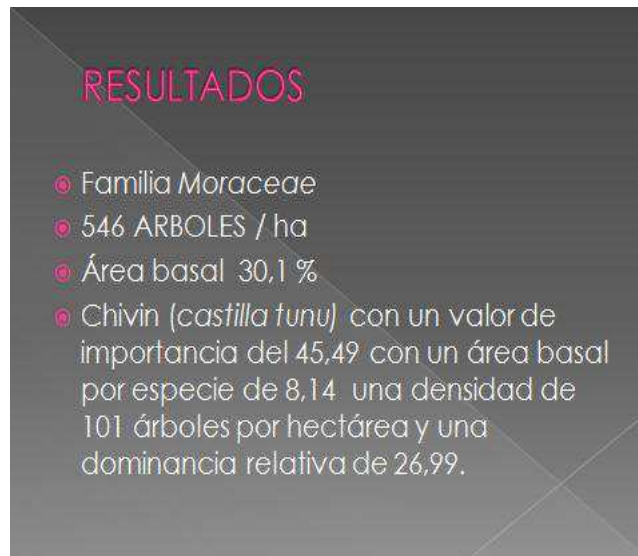 RESULTADOS
Familia Moraceae
546 ARBOLES / ha
Área basal 30,1 %
Chivin (castilla tunu) con un valor de
importancia del 45,49 con un área basal
por especie de 8,14 una densidad de
101 árboles por hectárea y una
dominancia relativa de 26,99.